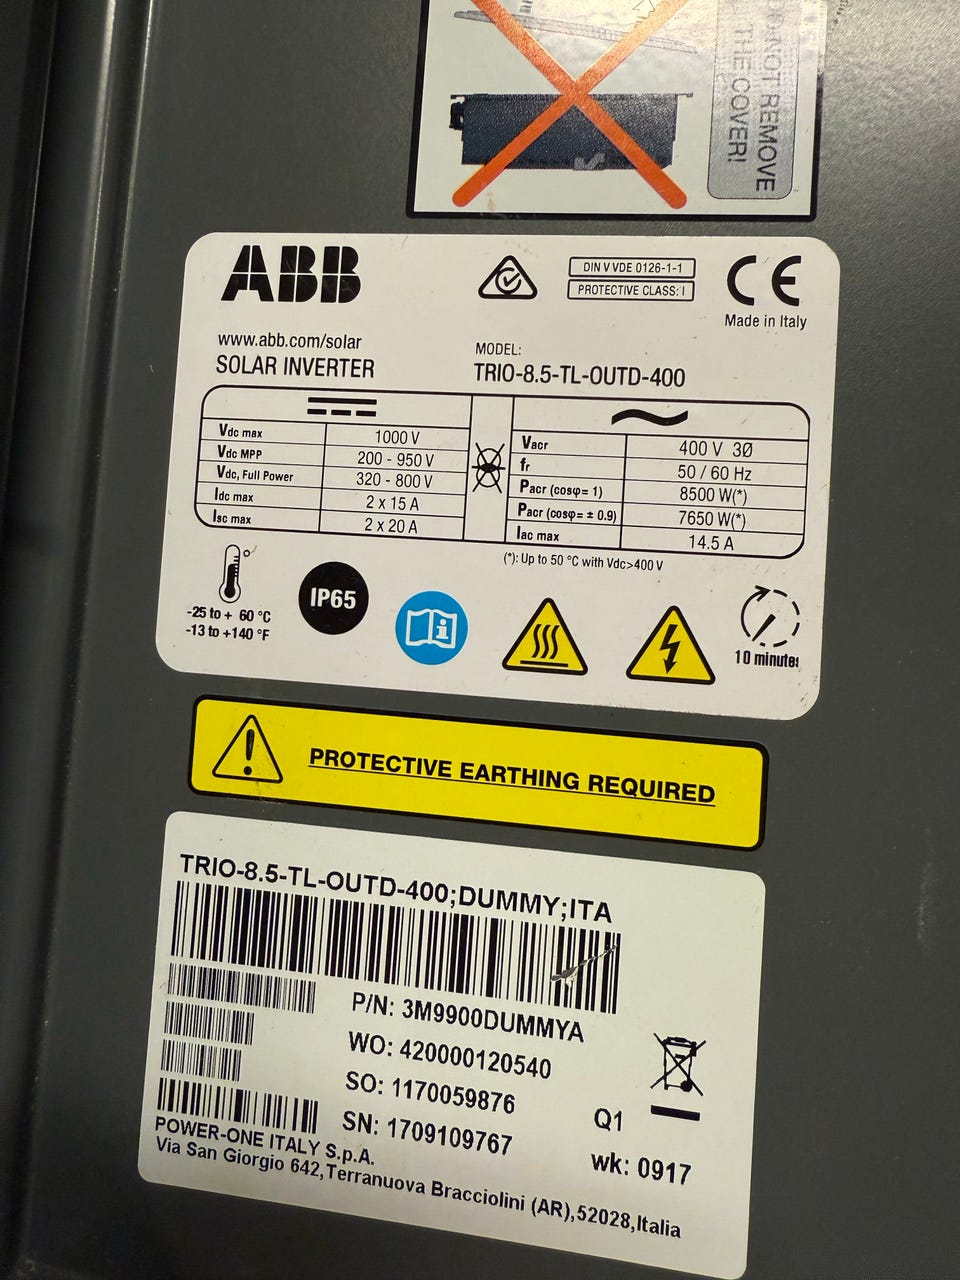 DO NOT REMOVE
THE COVER!
ABB
DIN V VDE 0126-1-1
PROTECTIVE CLASS: I
CE
Made in Italy
www.abb.com/solar
SOLAR INVERTER
MODEL:
TRIO-8.5-TL-OUTD-400
Vdc max 1000 V
Vdc MPP 200 - 950 V
Vdc, Full Power 320 - 800 V
Idc max 2 x 15 A
Isc max 2 x 20 A
Vacr 400 V 3Ø
fr 50 / 60 Hz
Pacr (cosφ= 1) 8500 W(*)
Pacr (cosφ= ± 0.9) 7650 W(*)
Iac max 14.5 A
(*): Up to 50 °C with Vdc>400 V
-25 to + 60 °C
-13 to +140 °F
IP65
10 minutes
PROTECTIVE EARTHING REQUIRED
TRIO-8.5-TL-OUTD-400;DUMMY;ITA
P/N: 3M9900DUMMYA
WO: 420000120540
SO: 1170059876
SN: 1709109767
Q1
wk: 0917
POWER-ONE ITALY S.p.A.
Via San Giorgio 642,Terranuova Bracciolini (AR),52028,Italia